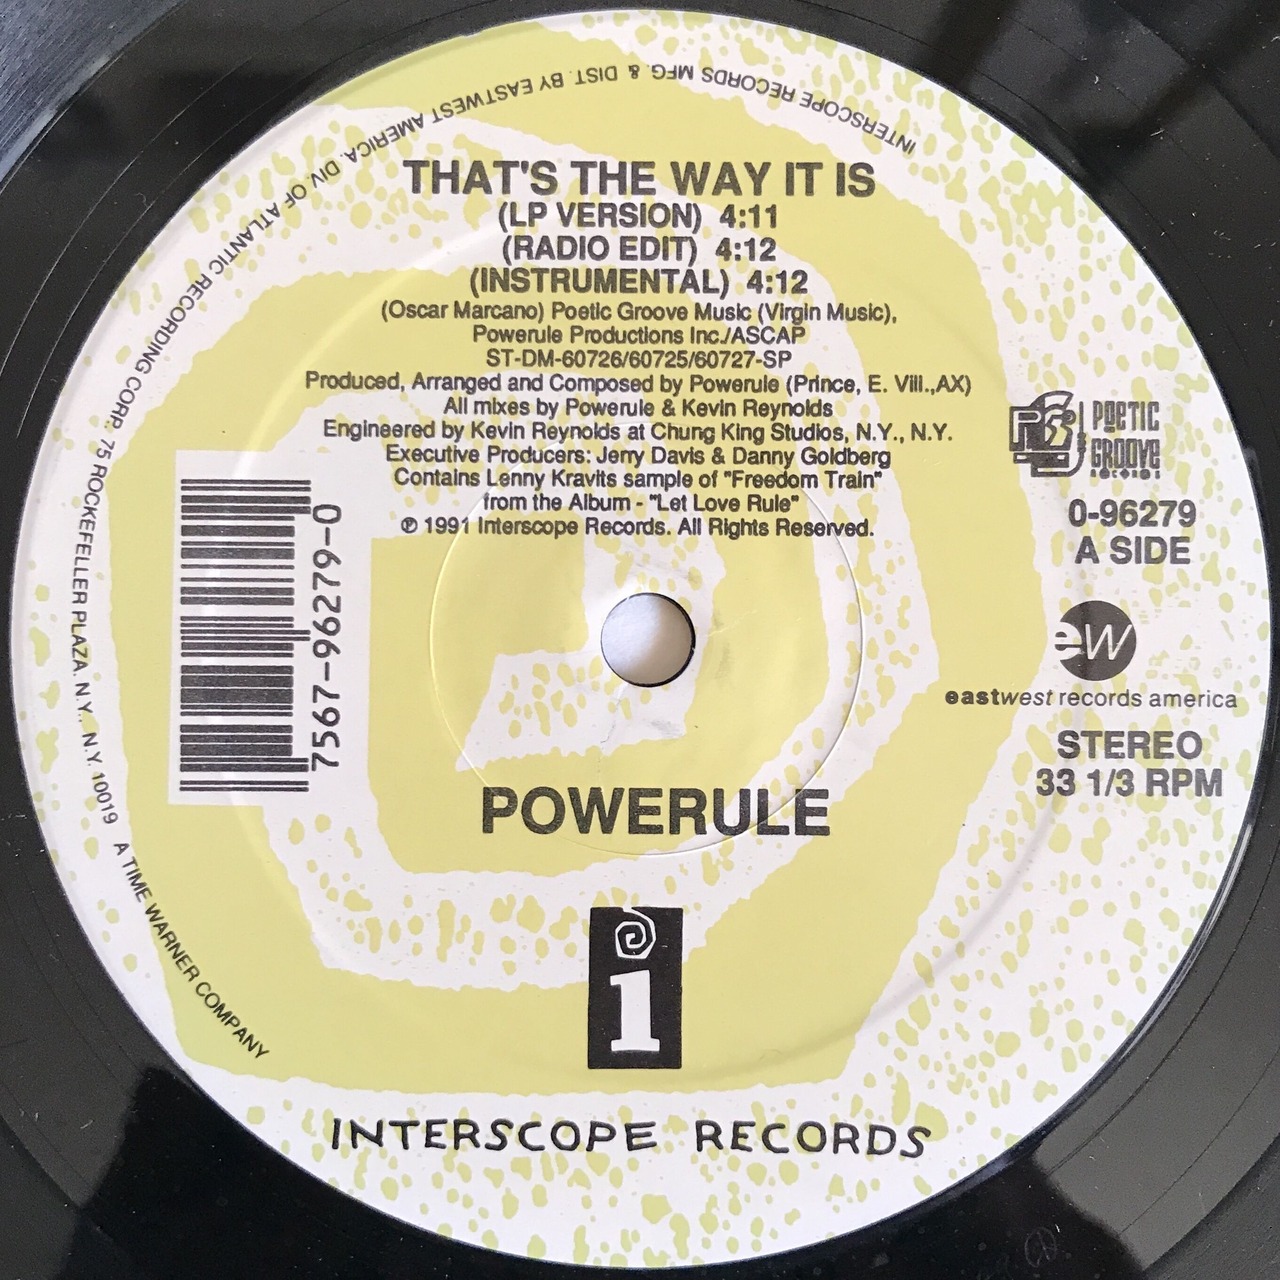 INTERSCOPE RECORDS MFG. & DIST. BY EASTWEST AMERICA. DIV. OF ATLANTIC RECORDING CORP., 75 ROCKEFELLER PLAZA. N.Y., N.Y. 10019 A TIME WARNER COMPANY
THAT'S THE WAY IT IS
(LP VERSION) 4:11
(RADIO EDIT) 4:12
(INSTRUMENTAL) 4:12
(Oscar Marcano) Poetic Groove Music (Virgin Music),
Powerule Productions Inc./ASCAP
ST-DM-60726/60725/60727-SP
Produced, Arranged and Composed by Powerule (Prince, E. Vill.,AX)
All mixes by Powerule & Kevin Reynolds
Engineered by Kevin Reynolds at Chung King Studios, N.Y., N.Y.
Executive Producers: Jerry Davis & Danny Goldberg
Contains Lenny Kravits sample of "Freedom Train"
from the Album - "Let Love Rule"
℗ 1991 Interscope Records. All Rights Reserved.
7567-96279-0
POETIC
GROOVE
0-96279
A SIDE
ew
eastwest records america
STEREO
33 1/3 RPM
POWERULE
i
INTERSCOPE RECORDS